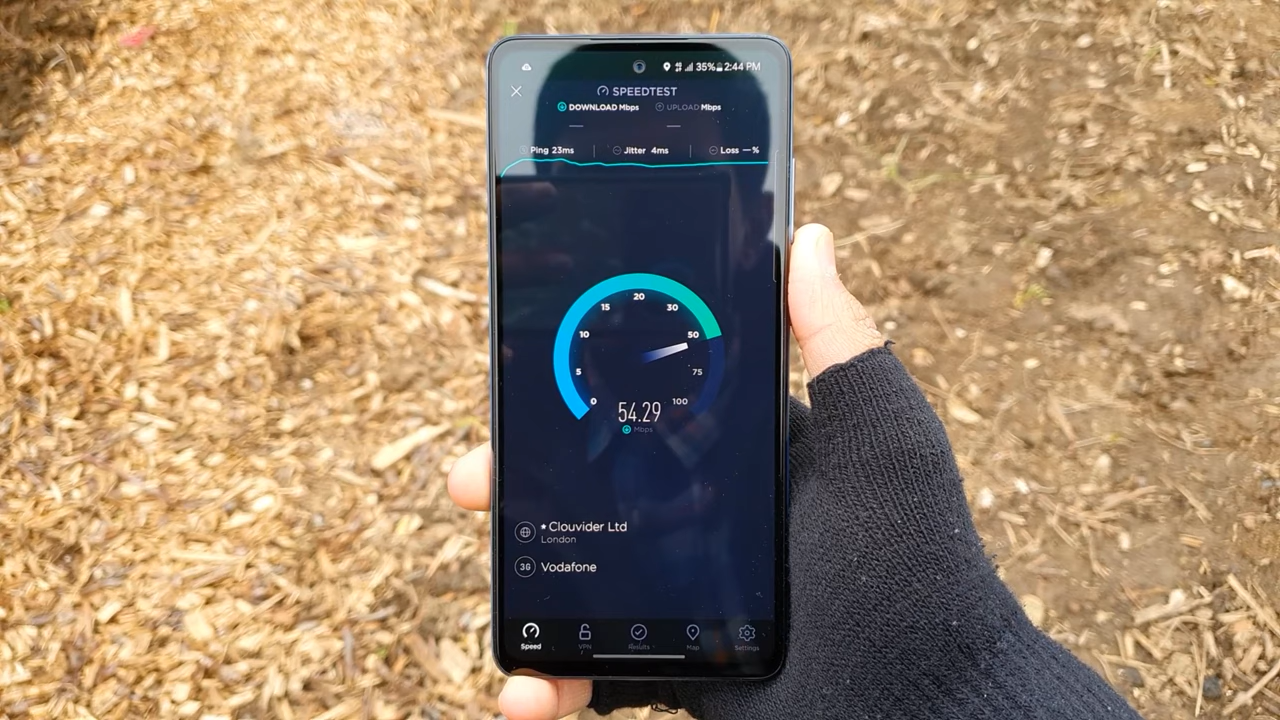 35% 2:44 PM
SPEEDTEST
DOWNLOAD Mbps UPLOAD Mbps
Ping 23ms Jitter 4ms Loss — %
20
15 30
10 50
5 75
0 100
54.29
Mbps
* Clouvider Ltd
London
3G Vodafone
Speed VPN Results Map Settings